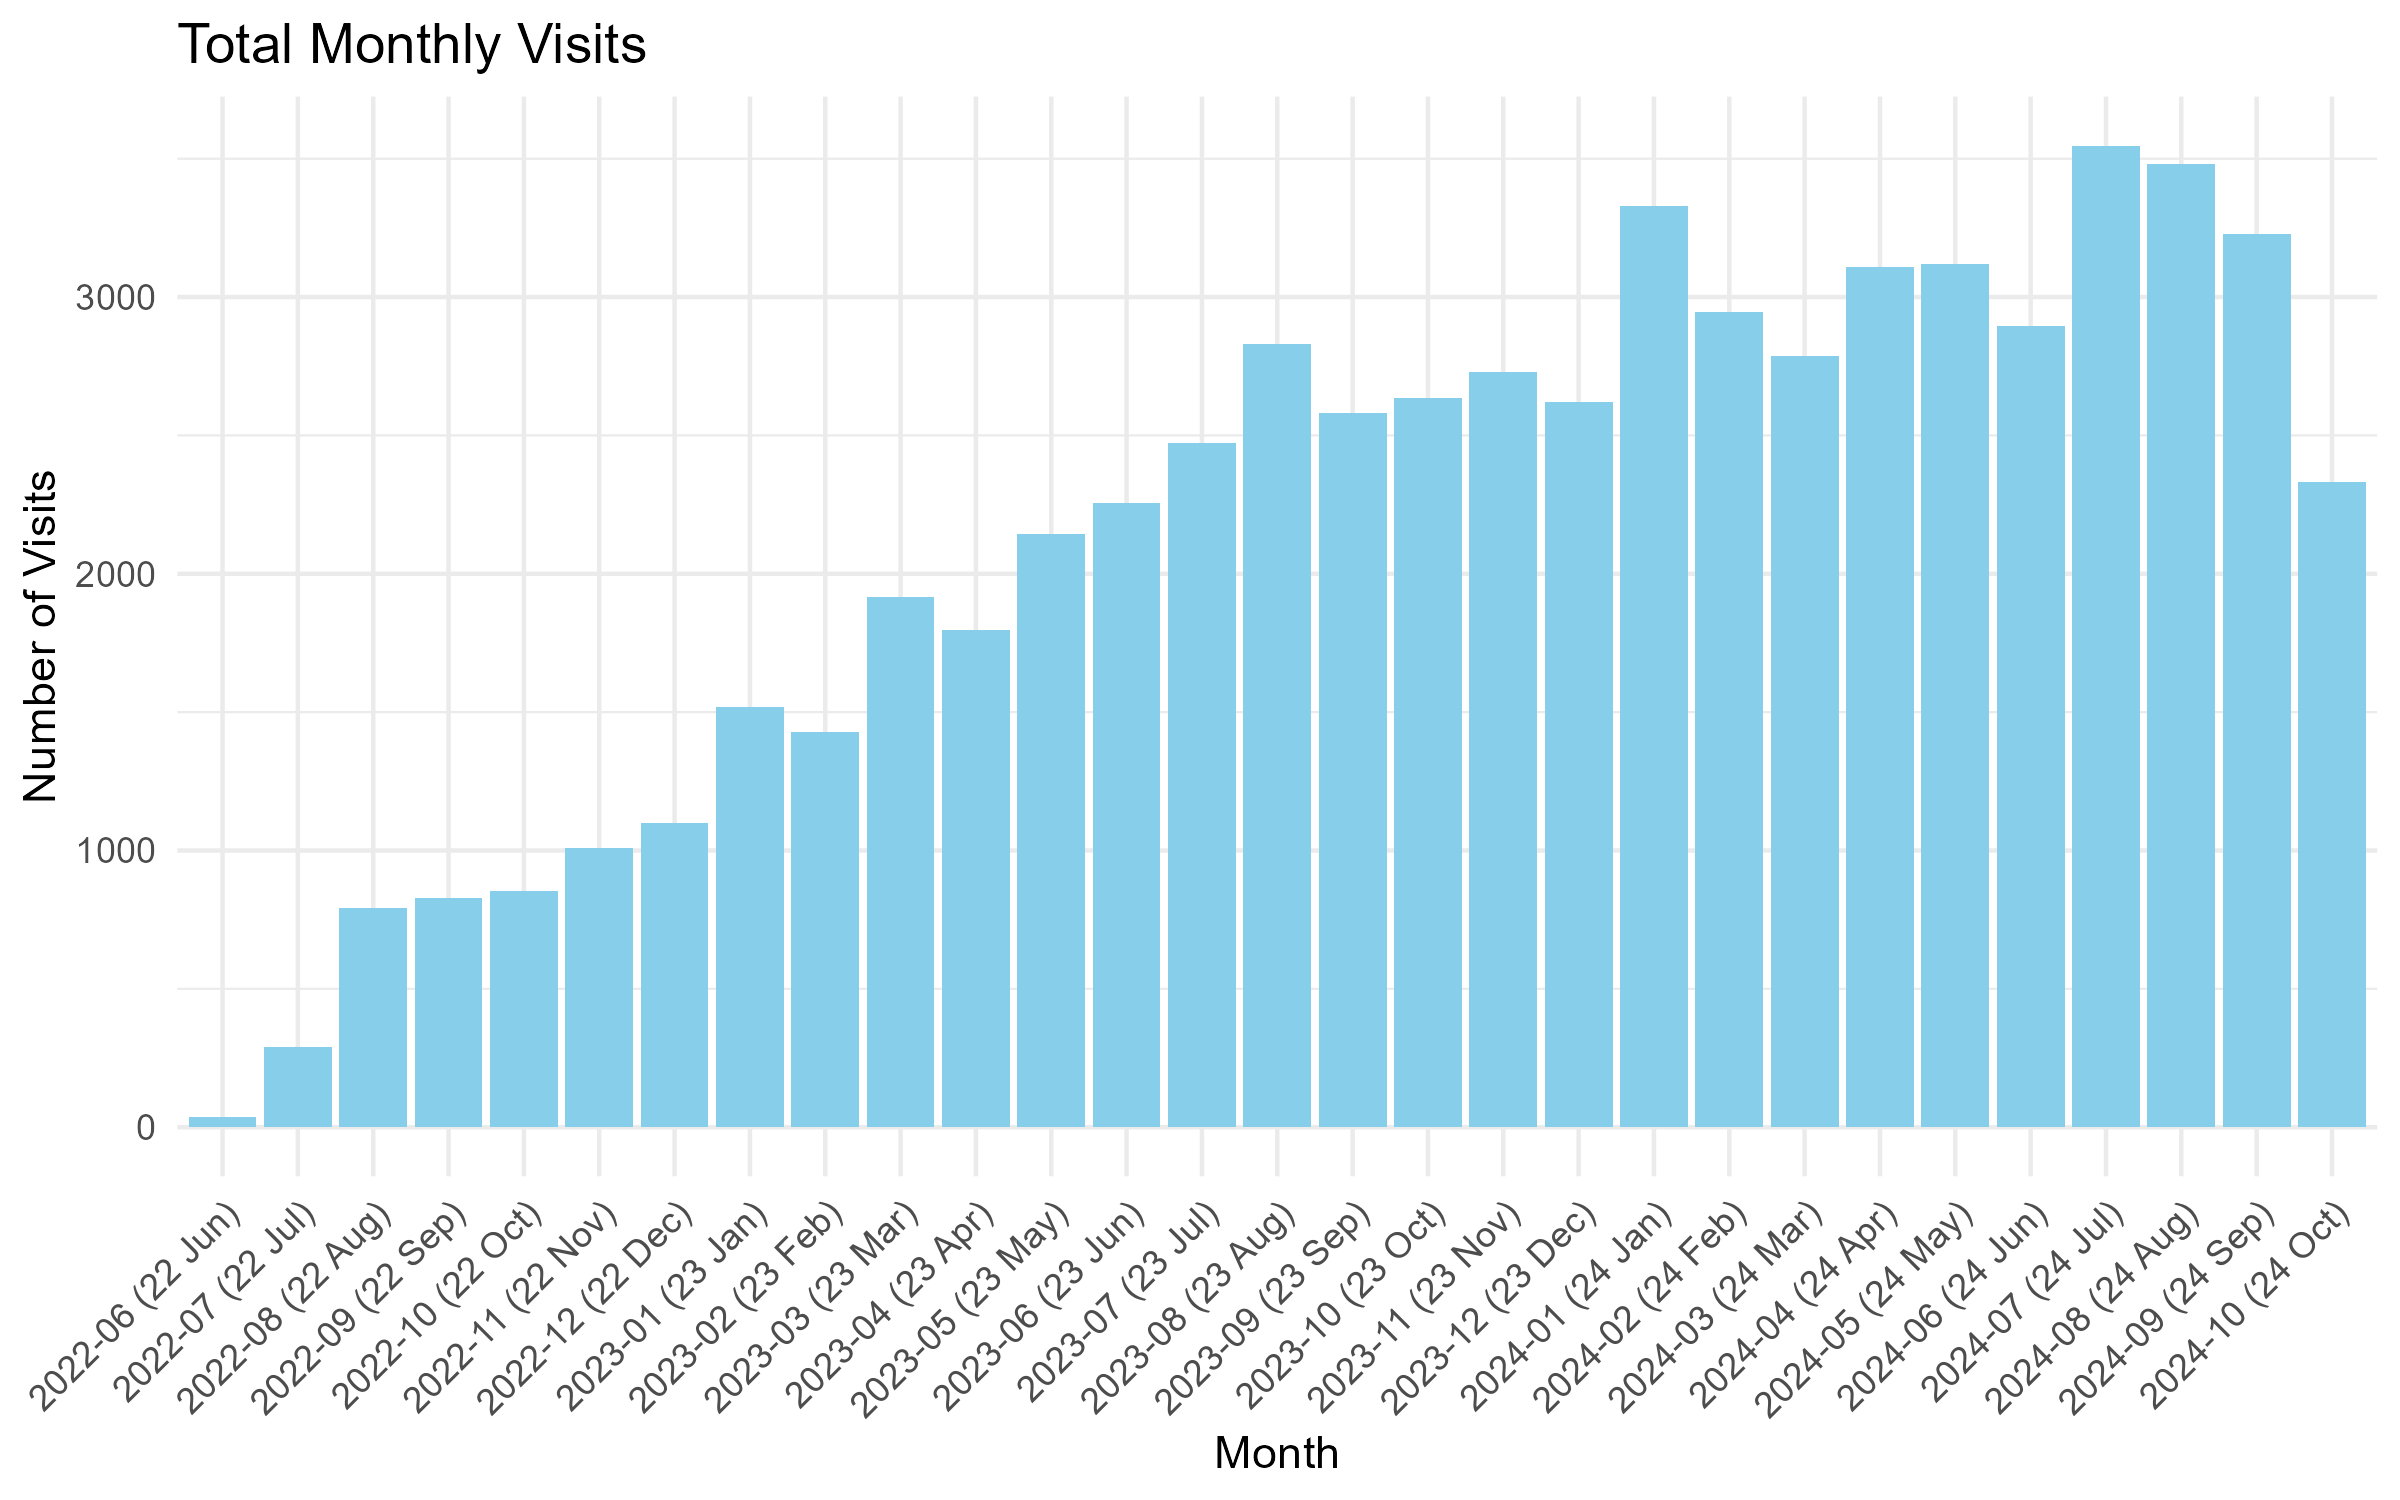 Total Monthly Visits
Number of Visits
3000
2000
1000
0
2022-06 (22 Jun)
2022-07 (22 Jul)
2022-08 (22 Aug)
2022-09 (22 Sep)
2022-10 (22 Oct)
2022-11 (22 Nov)
2022-12 (22 Dec)
2023-01 (23 Jan)
2023-02 (23 Feb)
2023-03 (23 Mar)
2023-04 (23 Apr)
2023-05 (23 May)
2023-06 (23 Jun)
2023-07 (23 Jul)
2023-08 (23 Aug)
2023-09 (23 Sep)
2023-10 (23 Oct)
2023-11 (23 Nov)
2023-12 (23 Dec)
2024-01 (24 Jan)
2024-02 (24 Feb)
2024-03 (24 Mar)
2024-04 (24 Apr)
2024-05 (24 May)
2024-06 (24 Jun)
2024-07 (24 Jul)
2024-08 (24 Aug)
2024-09 (24 Sep)
2024-10 (24 Oct)
Month